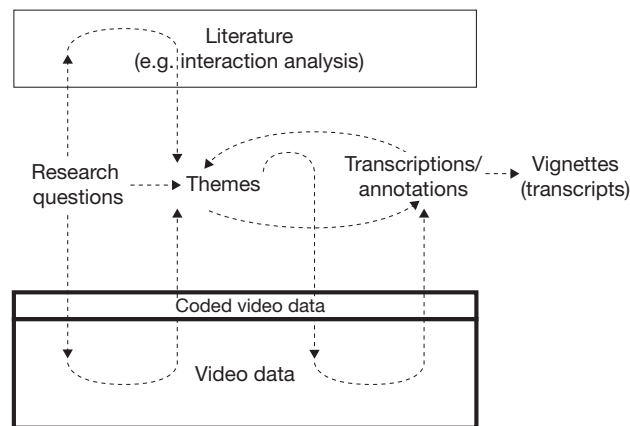 Literature
(e.g. interaction analysis)
Research
questions
Themes
Transcriptions/
annotations
Vignettes
(transcripts)
Coded video data
Video data